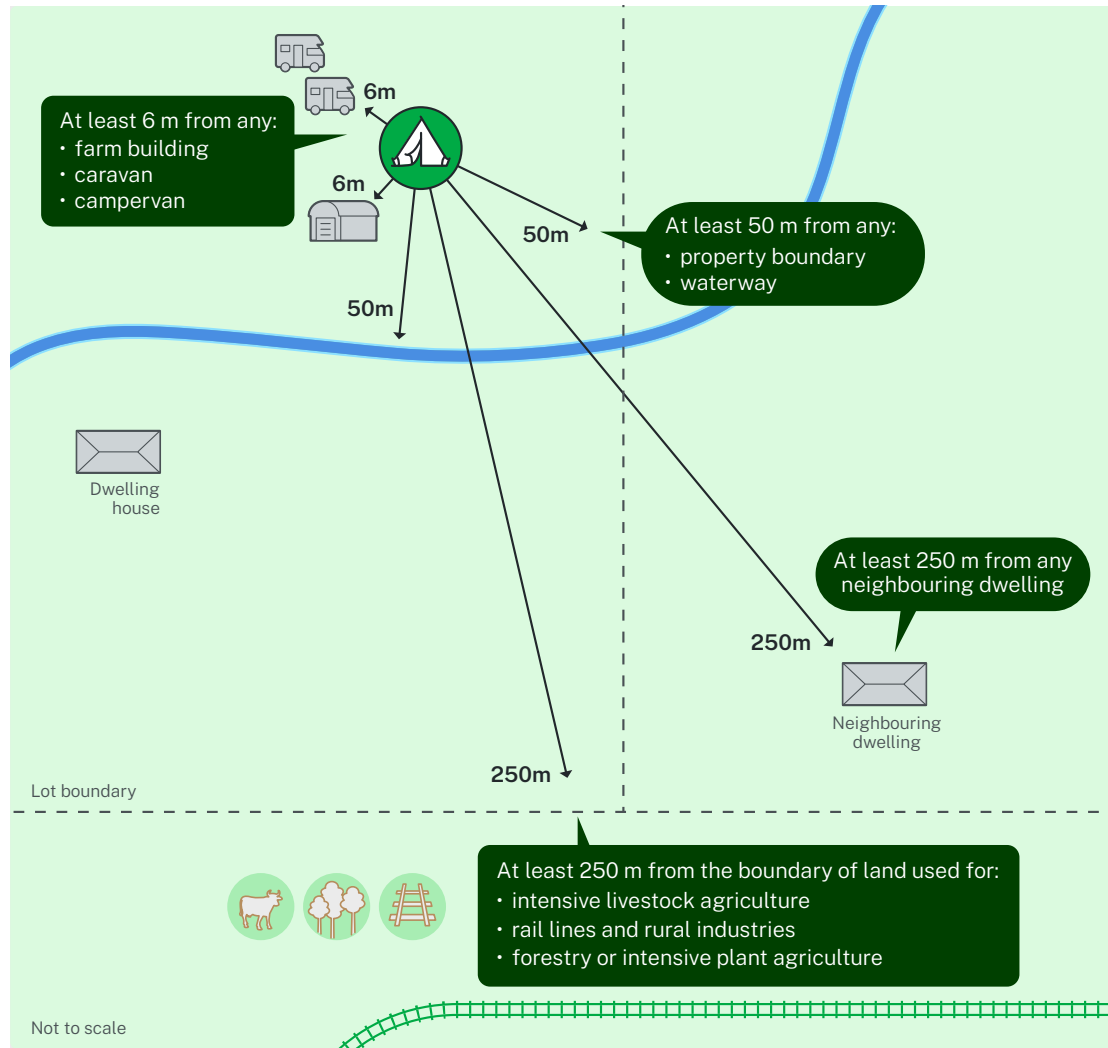 6m
At least 6 m from any:
• farm building
• caravan
• campervan
6m
50m
At least 50 m from any:
• property boundary
• waterway
50m
Dwelling
house
At least 250 m from any
neighbouring dwelling
250m
Neighbouring
dwelling
250m
Lot boundary
At least 250 m from the boundary of land used for:
• intensive livestock agriculture
• rail lines and rural industries
• forestry or intensive plant agriculture
Not to scale